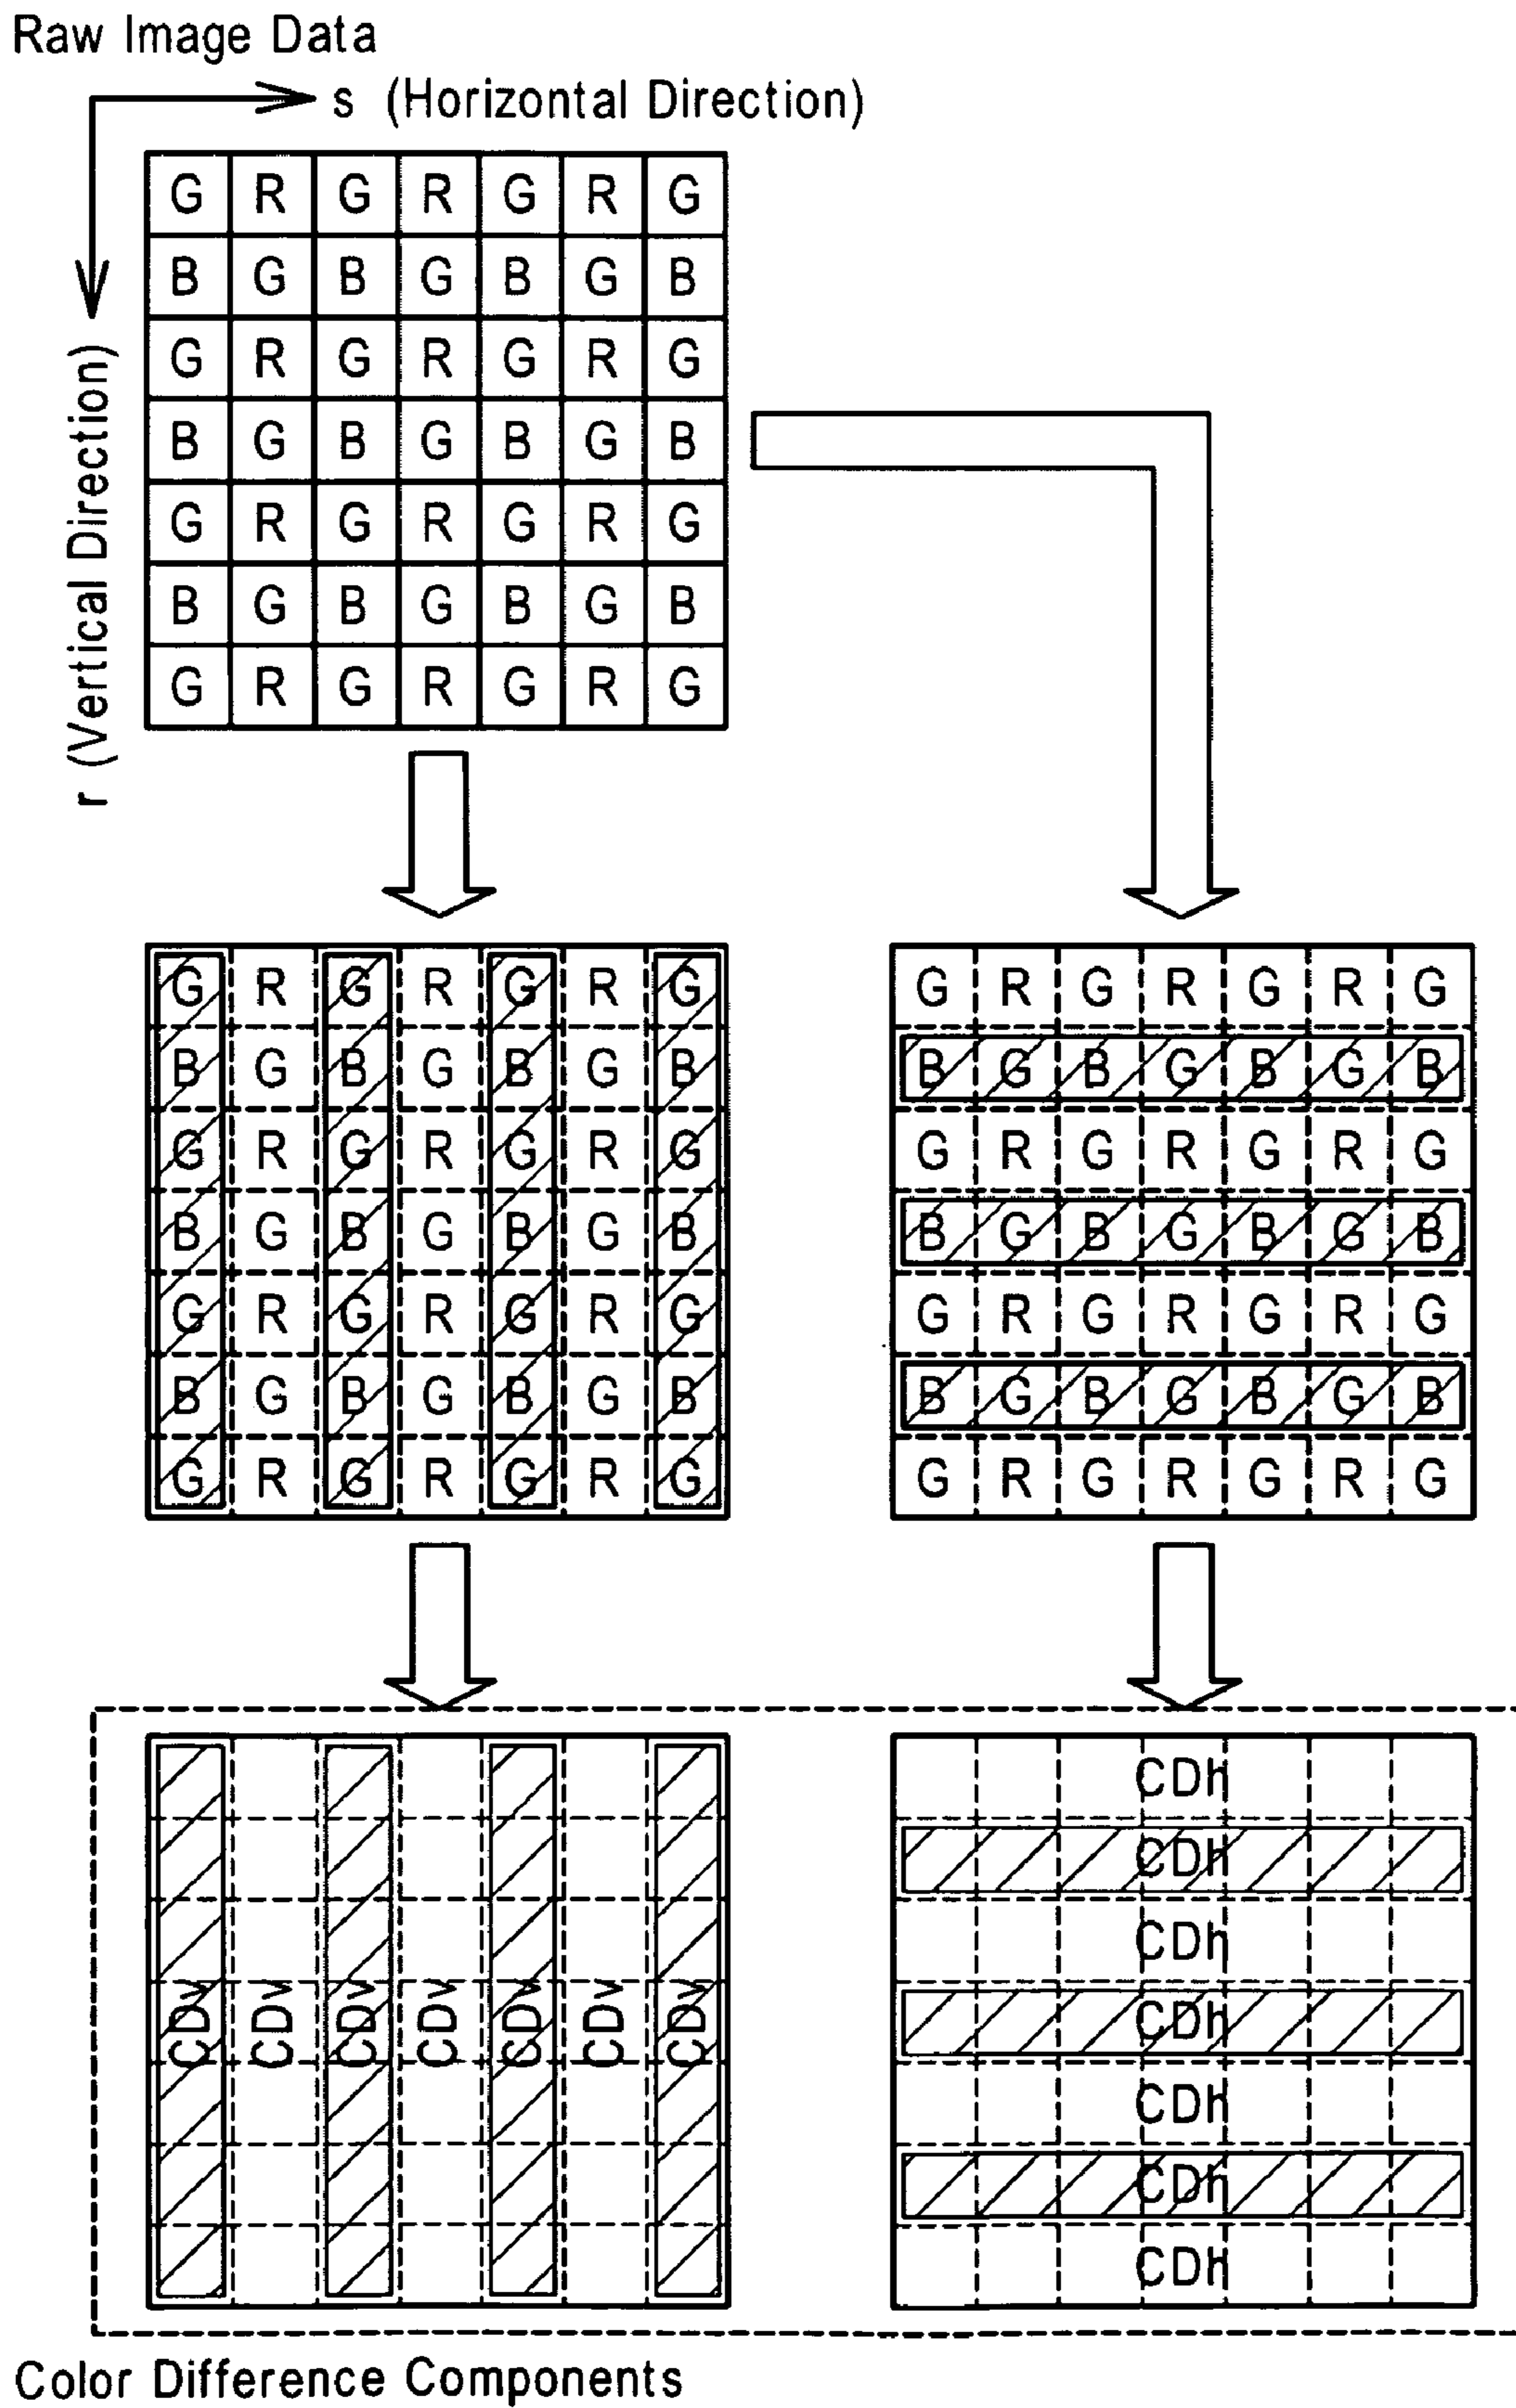 Raw Image Data
s (Horizontal Direction)
r (Vertical Direction)
G R G R G R G
B G B G B G B
G R G R G R G
B G B G B G B
G R G R G R G
B G B G B G B
G R G R G R G
G R G R G R G
B G B G B G B
G R G R G R G
B G B G B G B
G R G R G R G
B G B G B G B
G R G R G R G
G R G R G R G
B G B G B G B
G R G R G R G
B G B G B G B
G R G R G R G
B G B G B G B
G R G R G R G
CDv CDv CDv CDv CDv CDv CDv
CDh
CDh
CDh
CDh
CDh
CDh
CDh
Color Difference Components